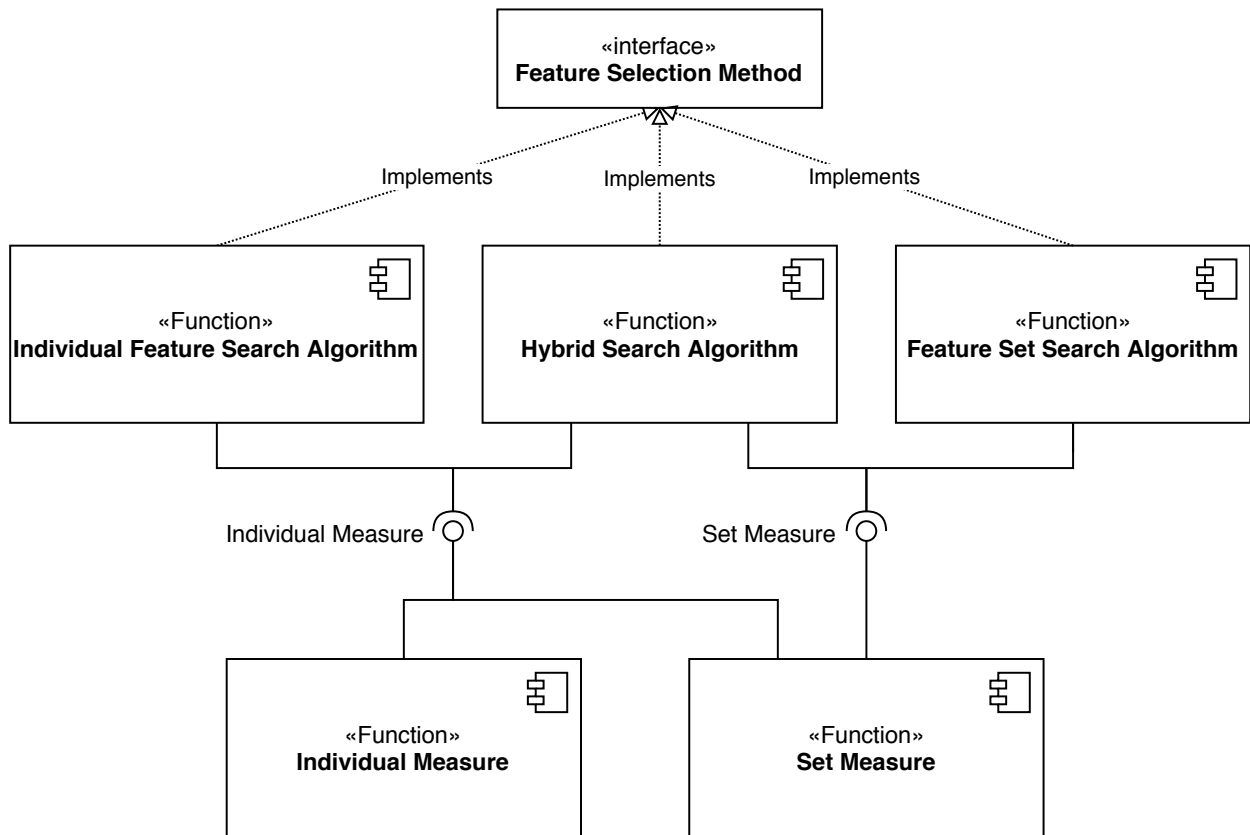 «interface»
Feature Selection Method
Implements
Implements
Implements
«Function»
Individual Feature Search Algorithm
«Function»
Hybrid Search Algorithm
«Function»
Feature Set Search Algorithm
Individual Measure
Set Measure
«Function»
Individual Measure
«Function»
Set Measure